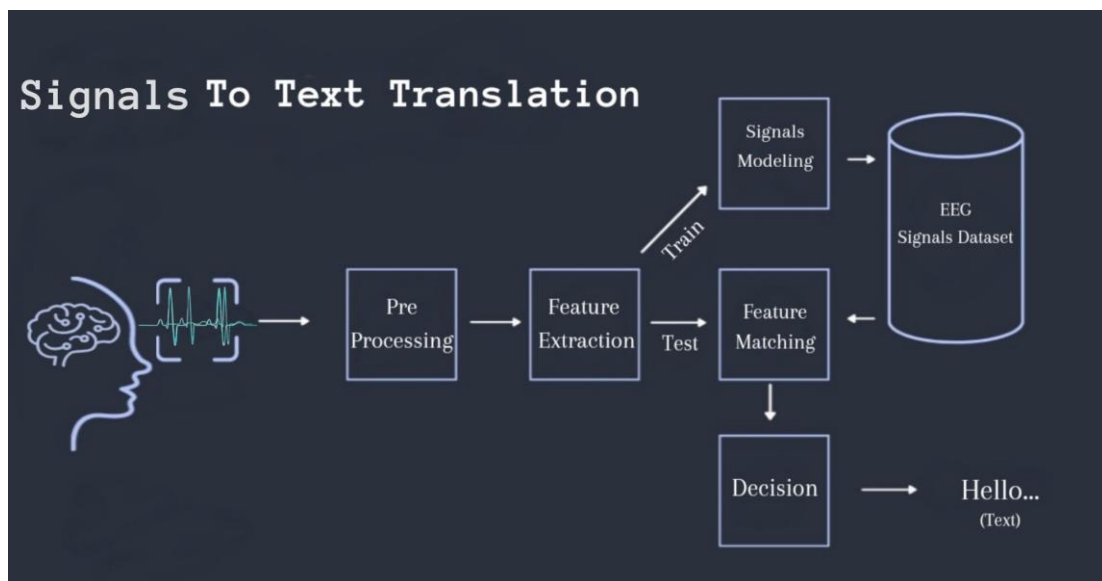 Signals To Text Translation
Signals
Modeling
EEG
Signals Dataset
Train
Pre
Processing
Feature
Extraction
Test
Feature
Matching
Decision
Hello...
(Text)